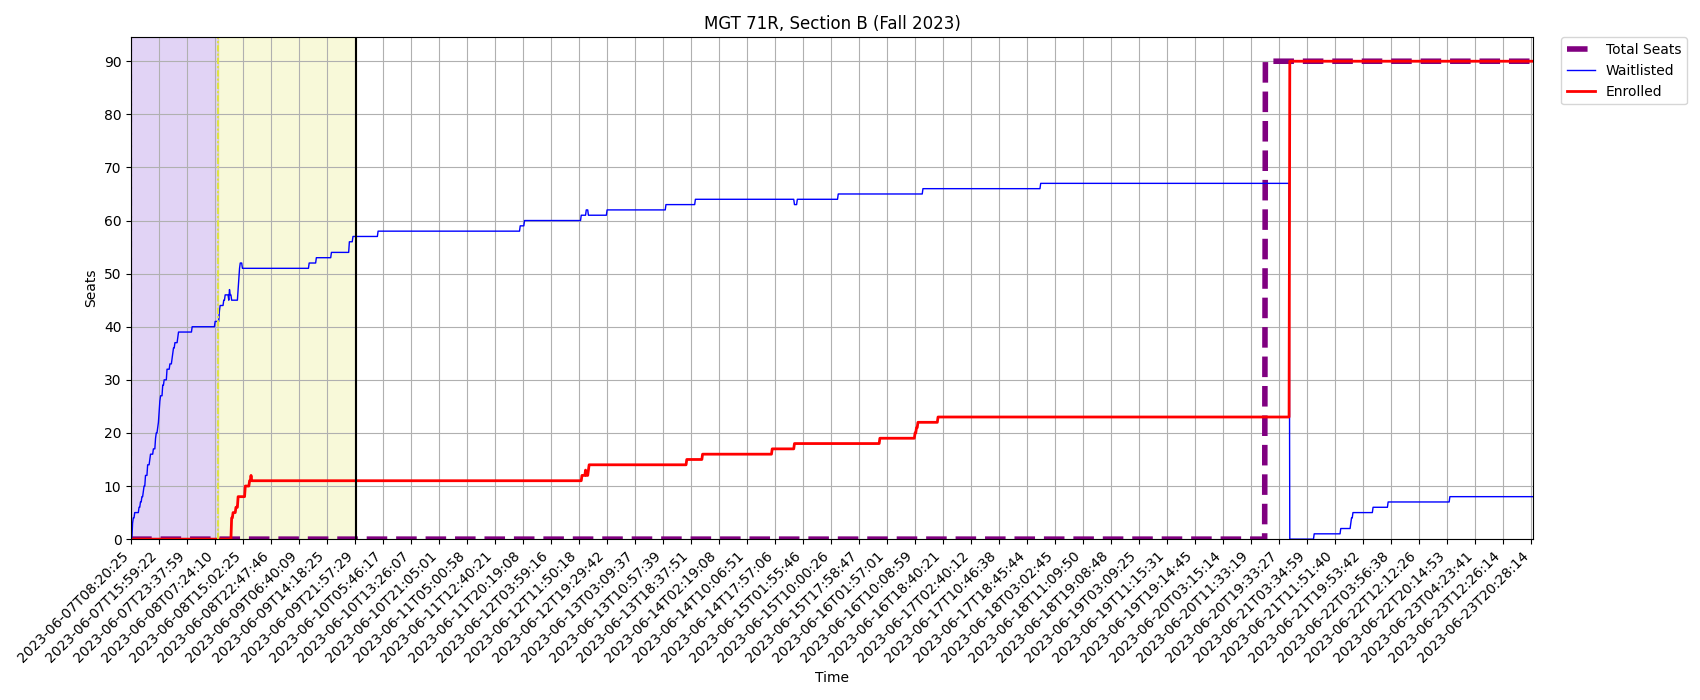 MGT 71R, Section B (Fall 2023)
Total Seats
Waitlisted
Enrolled
90
80
70
60
50
40
30
20
10
0
Seats
2023-06-07T08:20:25
2023-06-07T15:59:22
2023-06-07T23:37:59
2023-06-08T07:24:10
2023-06-08T15:02:25
2023-06-08T22:47:46
2023-06-09T06:40:09
2023-06-09T14:18:25
2023-06-09T21:57:29
2023-06-10T05:46:17
2023-06-10T13:26:07
2023-06-10T21:05:01
2023-06-11T05:00:58
2023-06-11T12:40:21
2023-06-11T20:19:08
2023-06-12T03:59:16
2023-06-12T11:50:18
2023-06-12T19:29:42
2023-06-13T03:09:37
2023-06-13T10:57:39
2023-06-13T18:37:51
2023-06-14T02:19:08
2023-06-14T10:06:51
2023-06-14T17:57:06
2023-06-15T01:55:46
2023-06-15T10:00:26
2023-06-15T17:58:47
2023-06-16T01:57:01
2023-06-16T10:08:59
2023-06-16T18:40:21
2023-06-17T02:40:12
2023-06-17T10:46:38
2023-06-17T18:45:44
2023-06-18T03:02:45
2023-06-18T11:09:50
2023-06-18T19:08:48
2023-06-19T03:09:25
2023-06-19T11:15:31
2023-06-19T19:14:45
2023-06-20T03:15:14
2023-06-20T11:33:19
2023-06-20T19:33:27
2023-06-21T03:34:59
2023-06-21T11:51:40
2023-06-21T19:53:42
2023-06-22T03:56:38
2023-06-22T12:12:26
2023-06-22T20:14:53
2023-06-23T04:23:41
2023-06-23T12:26:14
2023-06-23T20:28:14
Time